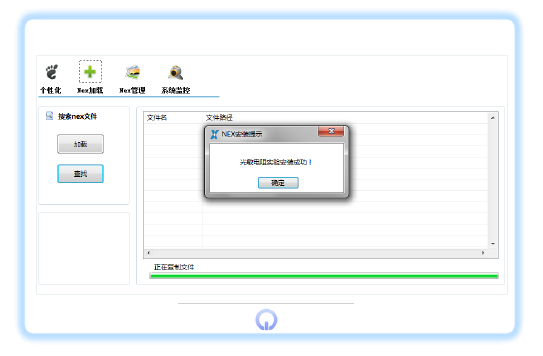 个性化 Nex加载 Nex管理 系统监控
搜索nex文件
加载
查找
文件名 文件路径
NEX安装提示
光敏电阻实验安装成功！
确定
正在复制文件